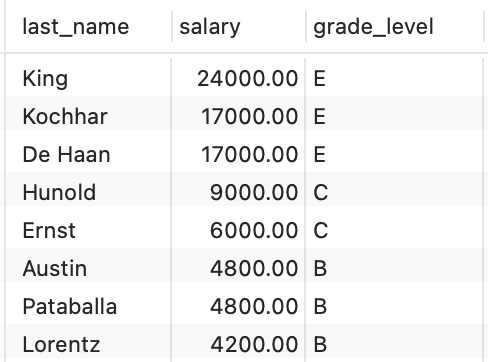 last_name salary grade_level
King 24000.00 E
Kochhar 17000.00 E
De Haan 17000.00 E
Hunold 9000.00 C
Ernst 6000.00 C
Austin 4800.00 B
Pataballa 4800.00 B
Lorentz 4200.00 B